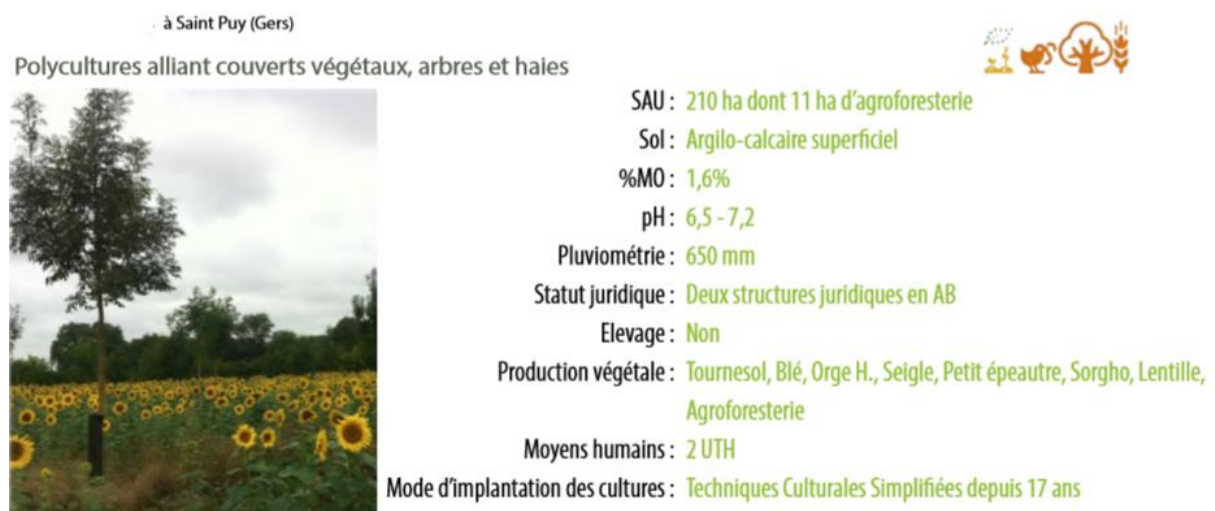 à Saint Puy (Gers)
Polycultures alliant couverts végétaux, arbres et haies
SAU : 210 ha dont 11 ha d'agroforesterie
Sol : Argilo-calcaire superficiel
%MO : 1,6%
pH : 6,5 - 7,2
Pluviométrie : 650 mm
Statut juridique : Deux structures juridiques en AB
Elevage : Non
Production végétale : Tournesol, Blé, Orge H., Seigle, Petit épeautre, Sorgho, Lentille,
Agroforesterie
Moyens humains : 2 UTH
Mode d'implantation des cultures : Techniques Culturales Simplifiées depuis 17 ans